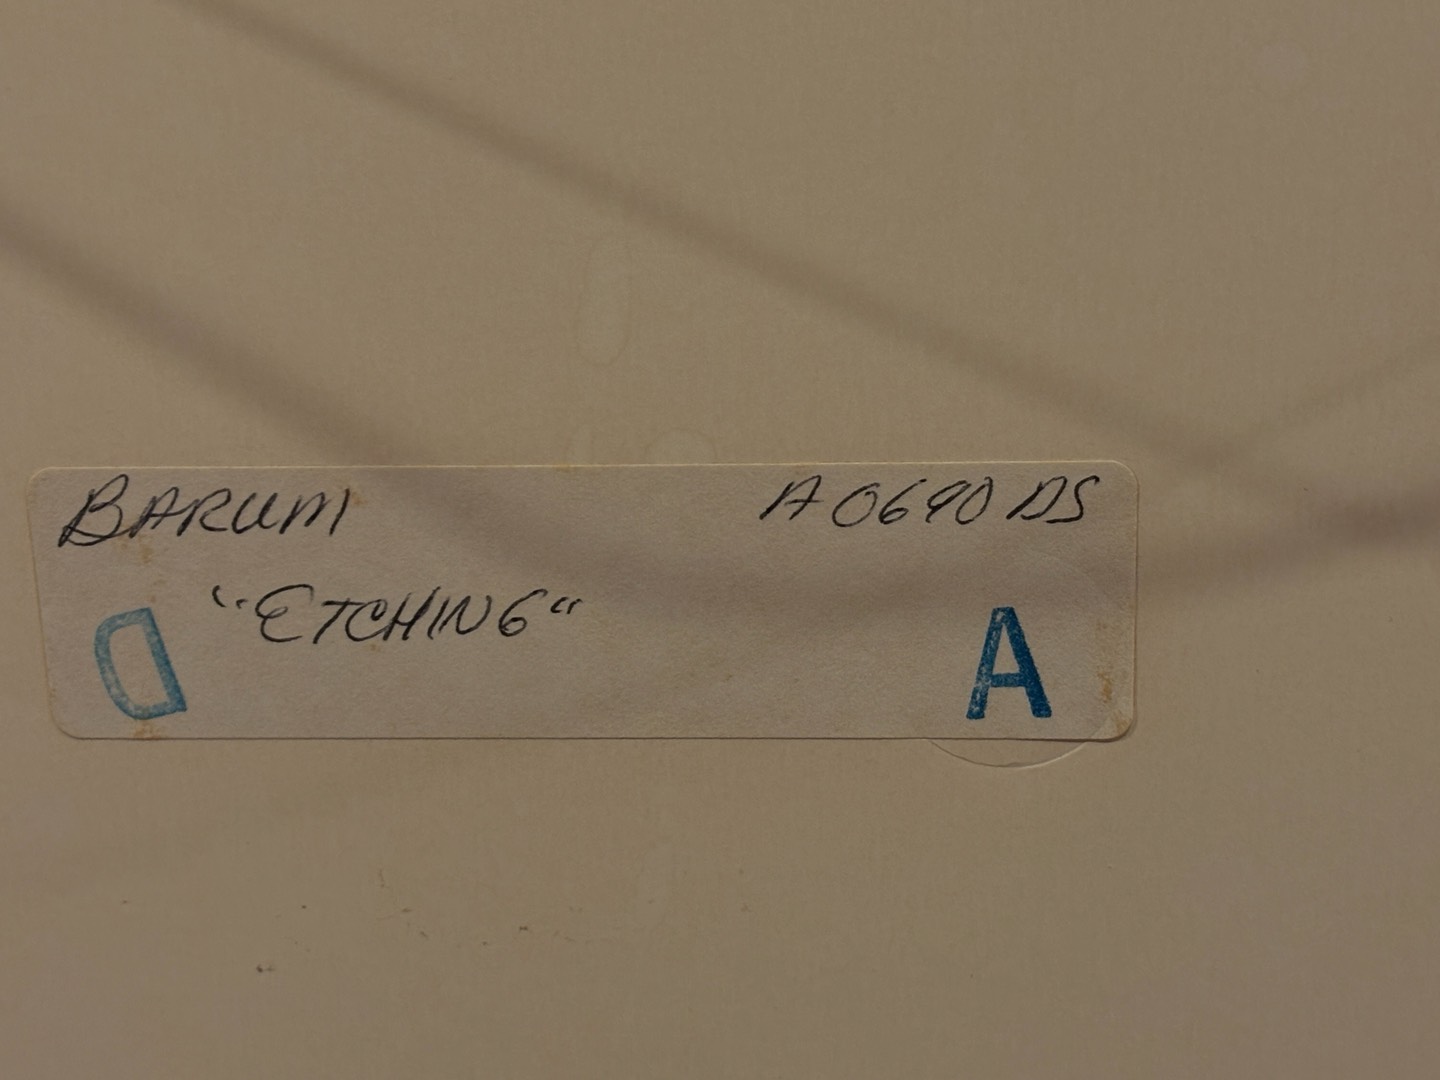 BARUM A0690DS
"ETCHING"
D A